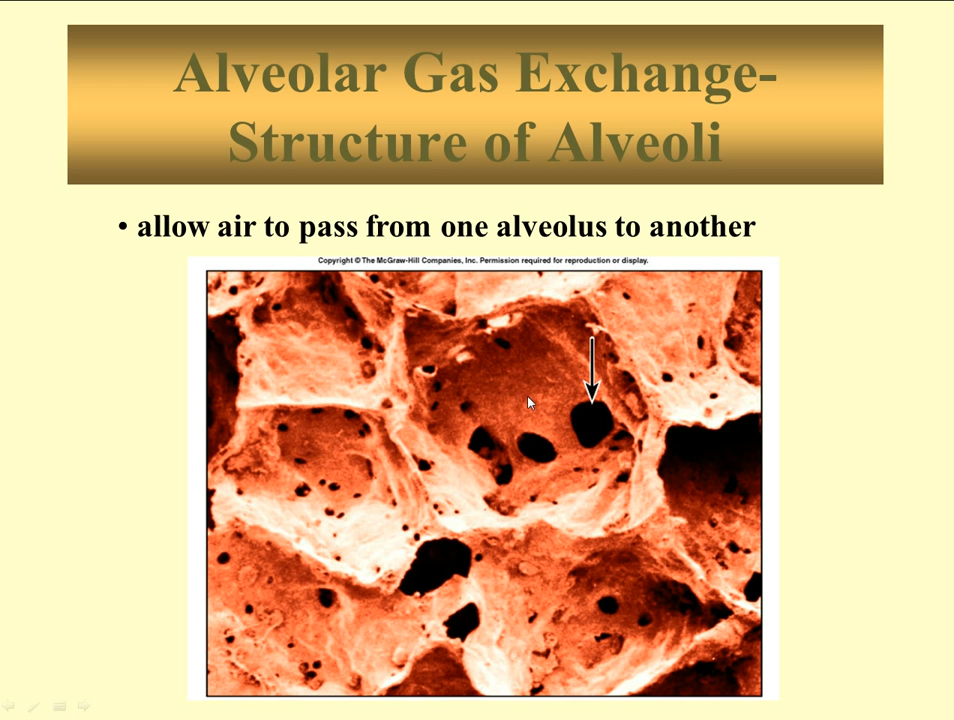 Alveolar Gas Exchange-
Structure of Alveoli
• allow air to pass from one alveolus to another
Copyright © The McGraw-Hill Companies, Inc. Permission required for reproduction or display.